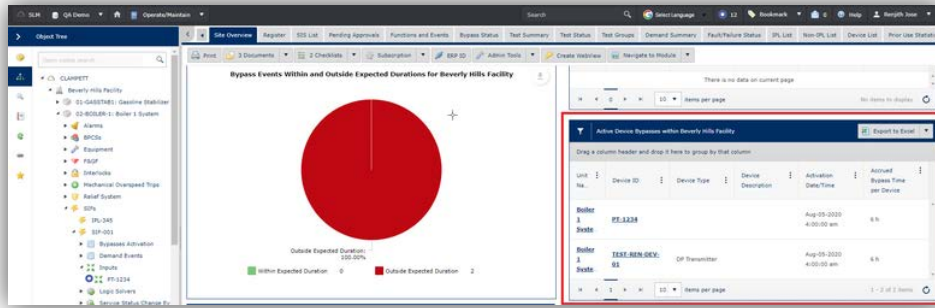 SLM QA Demo Operate/Maintain Search Select Language 12 Bookmark 0 Help Renjith Jose
Object Tree
Site Overview Register SIS List Pending Approvals Functions and Events Bypass Status Test Summary Test Status Test Groups Demand Summary Fault/Failure Status IPL List Non-IPL List Device List Prior Use Statistic
Print 3 Documents 2 Checklists Subscription ERP ID Admin Tools Create WebView Navigate to Module
CLAMPETT
Beverly Hills Facility
01-GASSTAB1: Gasoline Stabilizer
02-BOILER-1: Boiler 1 System
Alarms
BPCSs
Equipment
F&GF
Interlocks
Mechanical Overspeed Trips
Relief System
SIFs
IPL-345
SIF-001
Bypasses Activation
Demand Events
Inputs
PT-1234
Logic Solvers
Service Status Change Ev
Bypass Events Within and Outside Expected Durations for Beverly Hills Facility
Outside Expected Duration:
100.00%
Within Expected Duration 0 Outside Expected Duration 2
There is no data on current page
0 10 items per page No items to display
Active Device Bypasses within Beverly Hills Facility Export to Excel
Drag a column header and drop it here to group by that column
Unit Na... Device ID Device Type Device Description Activation Date/Time Accrued Bypass Time per Device
Boiler 1 Syste PT-1234 Aug-05-2020 4:00:00 am 6 h
Boiler 1 Syste TEST-REN-DEV-01 DP Transmitter Aug-05-2020 4:00:00 am 6 h
1 10 items per page 1 - 2 of 2 items